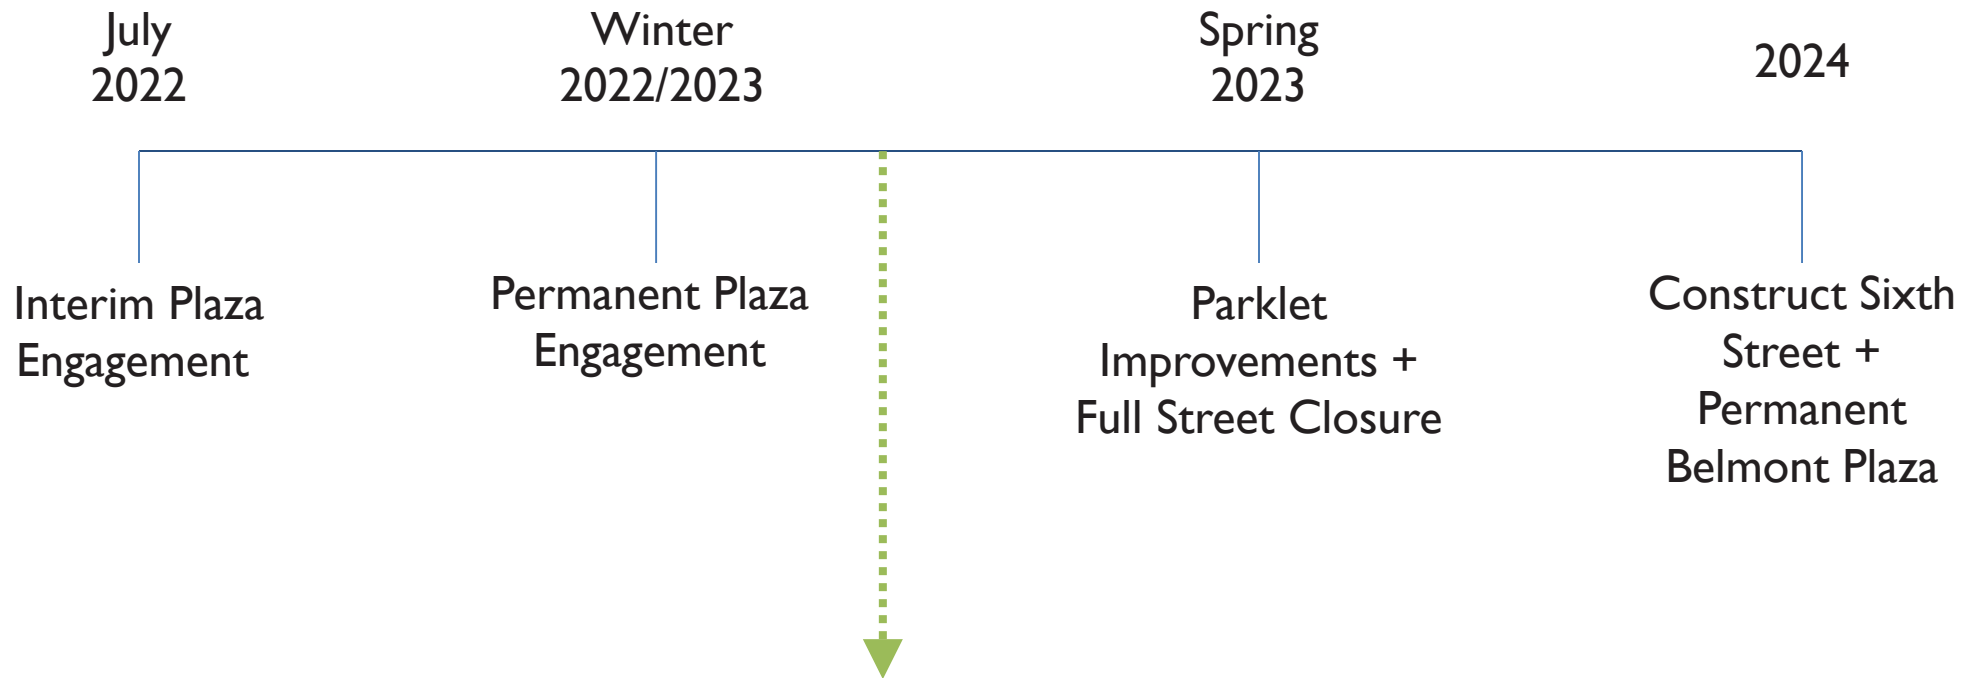 July
2022
Winter
2022/2023
Spring
2023
2024
Interim Plaza
Engagement
Permanent Plaza
Engagement
Parklet
Improvements +
Full Street Closure
Construct Sixth
Street +
Permanent
Belmont Plaza